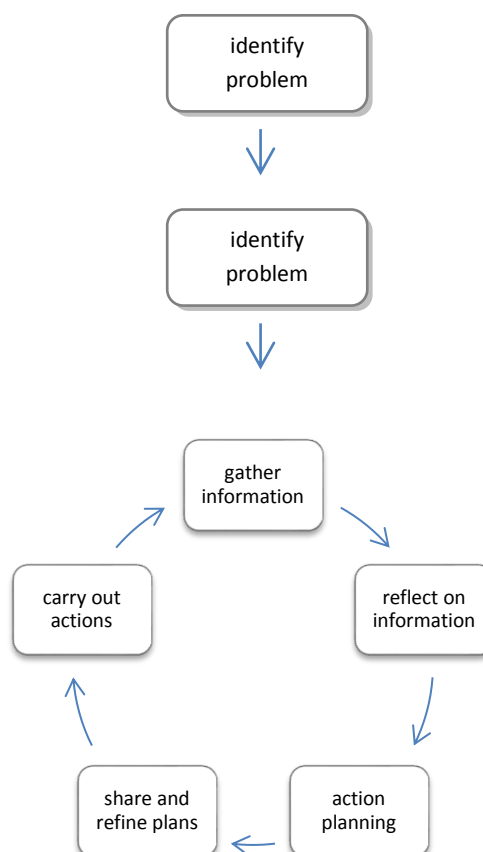 identify
problem
identify
problem
gather
information
reflect on
information
action
planning
share and
refine plans
carry out
actions